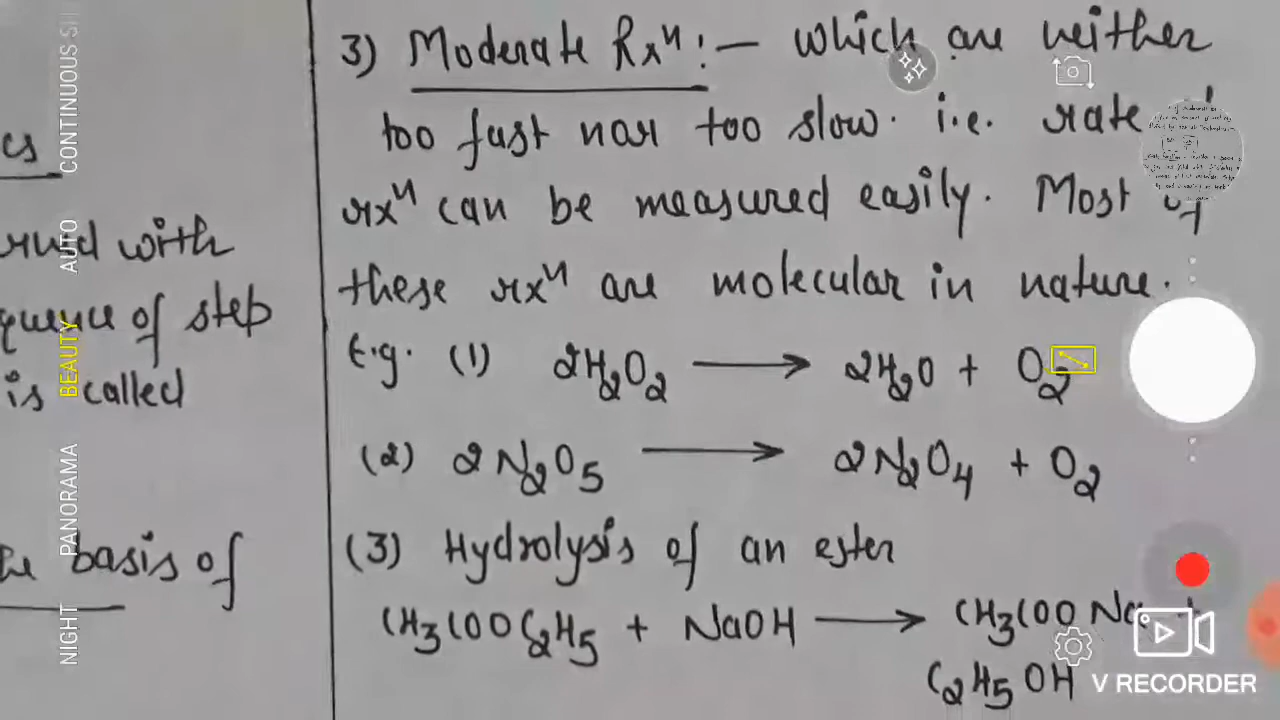 cs
with
quence of step
is called
basis of
3) Moderate Rxⁿ:— which are neither
too fast nor too slow. i.e. rate
rxⁿ can be measured easily. Most of
these rxⁿ are molecular in nature.
E.g. (1) 2H₂O₂ ⟶ 2H₂O + O₂
(2) 2N₂O₅ ⟶ 2N₂O₄ + O₂
(3) Hydrolysis of an ester
CH₃COOC₂H₅ + NaOH ⟶ CH₃COONa +
C₂H₅OH
NIGHT PANORAMA BEAUTY AUTO CONTINUOUS
V RECORDER